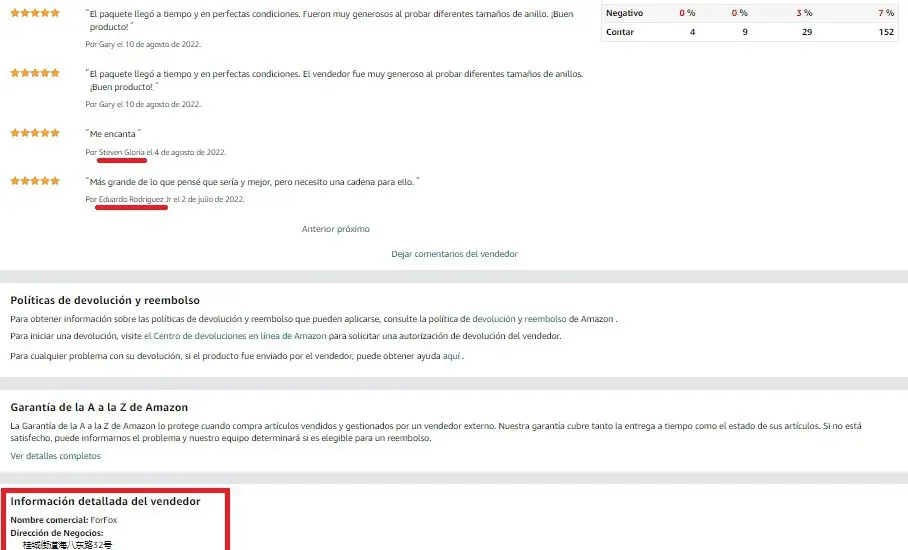 “El paquete llegó a tiempo y en perfectas condiciones. Fueron muy generosos al probar diferentes tamaños de anillo. ¡Buen
producto! ”
Por Gary el 10 de agosto de 2022.
“El paquete llegó a tiempo y en perfectas condiciones. El vendedor fue muy generoso al probar diferentes tamaños de anillos.
¡Buen producto! ”
Por Gary el 10 de agosto de 2022.
“Me encanta ”
Por Steven Gloria el 4 de agosto de 2022.
“Más grande de lo que pensé que sería y mejor, pero necesito una cadena para ello. ”
Por Eduardo Rodriguez Jr el 2 de julio de 2022.
Anterior próximo
Dejar comentarios del vendedor
Negativo 0 % 0 % 3 % 7 %
Contar 4 9 29 152
Políticas de devolución y reembolso
Para obtener información sobre las políticas de devolución y reembolso que pueden aplicarse, consulte la política de devolución y reembolso de Amazon .
Para iniciar una devolución, visite el Centro de devoluciones en línea de Amazon para solicitar una autorización de devolución del vendedor.
Para cualquier problema con su devolución, si el producto fue enviado por el vendedor, puede obtener ayuda aquí .
Garantía de la A a la Z de Amazon
La Garantía de la A a la Z de Amazon lo protege cuando compra artículos vendidos y gestionados por un vendedor externo. Nuestra garantía cubre tanto la entrega a tiempo como el estado de sus artículos. Si no está
satisfecho, puede informarnos el problema y nuestro equipo determinará si es elegible para un reembolso.
Ver detalles completos
Información detallada del vendedor
Nombre comercial: ForFox
Dirección de Negocios:
桂城街道海八东路32号